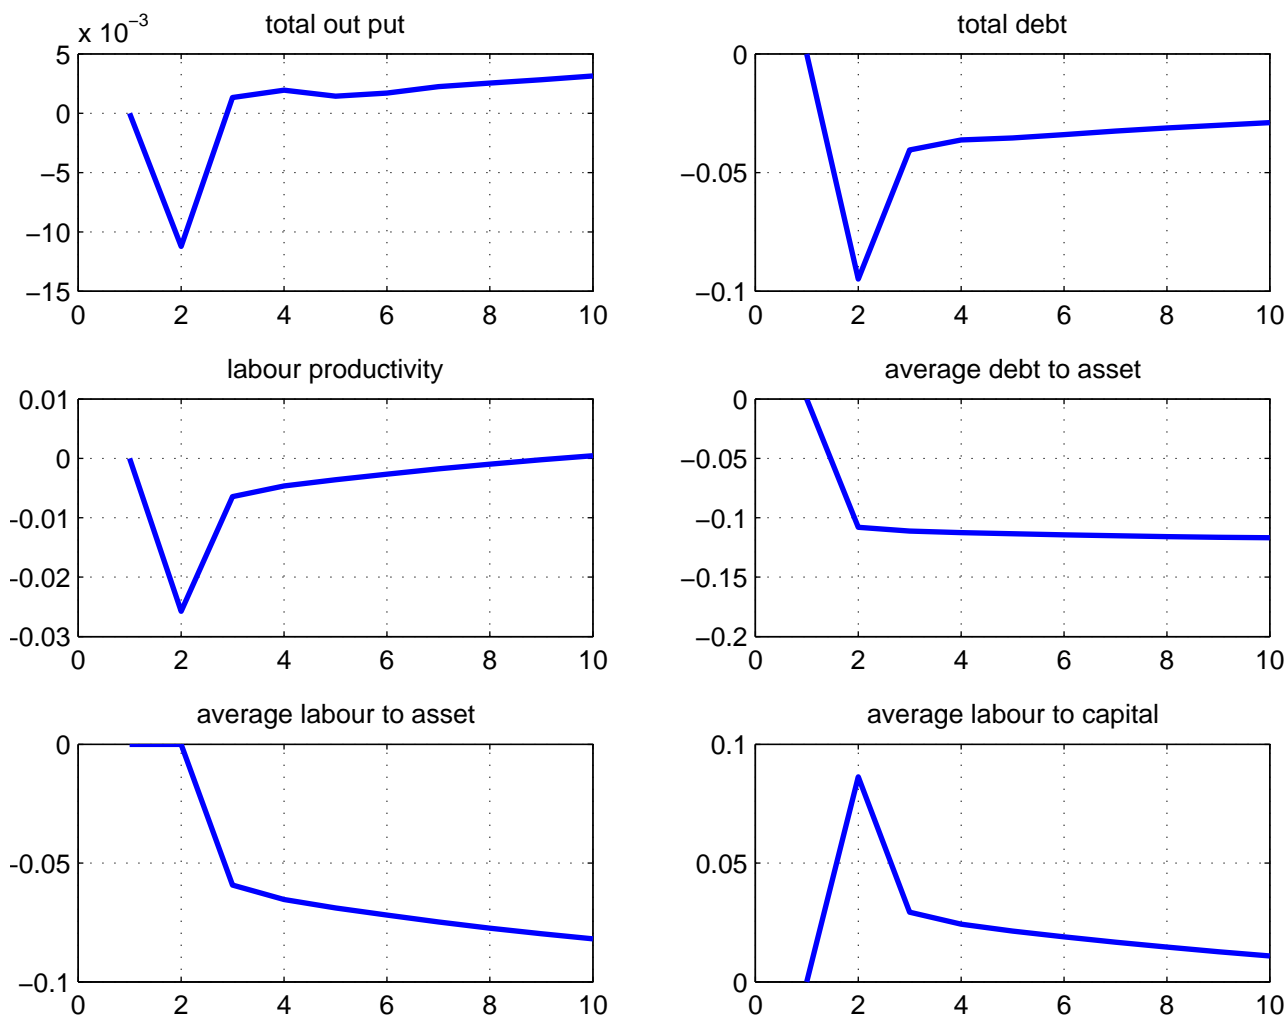 x 10⁻³
total out put
5
0
−5
−10
−15
0 2 4 6 8 10
total debt
0
−0.05
−0.1
0 2 4 6 8 10
labour productivity
0.01
0
-0.01
-0.02
-0.03
0 2 4 6 8 10
average debt to asset
0
−0.05
−0.1
−0.15
−0.2
0 2 4 6 8 10
average labour to asset
0
-0.05
−0.1
0 2 4 6 8 10
average labour to capital
0.1
0.05
0
0 2 4 6 8 10